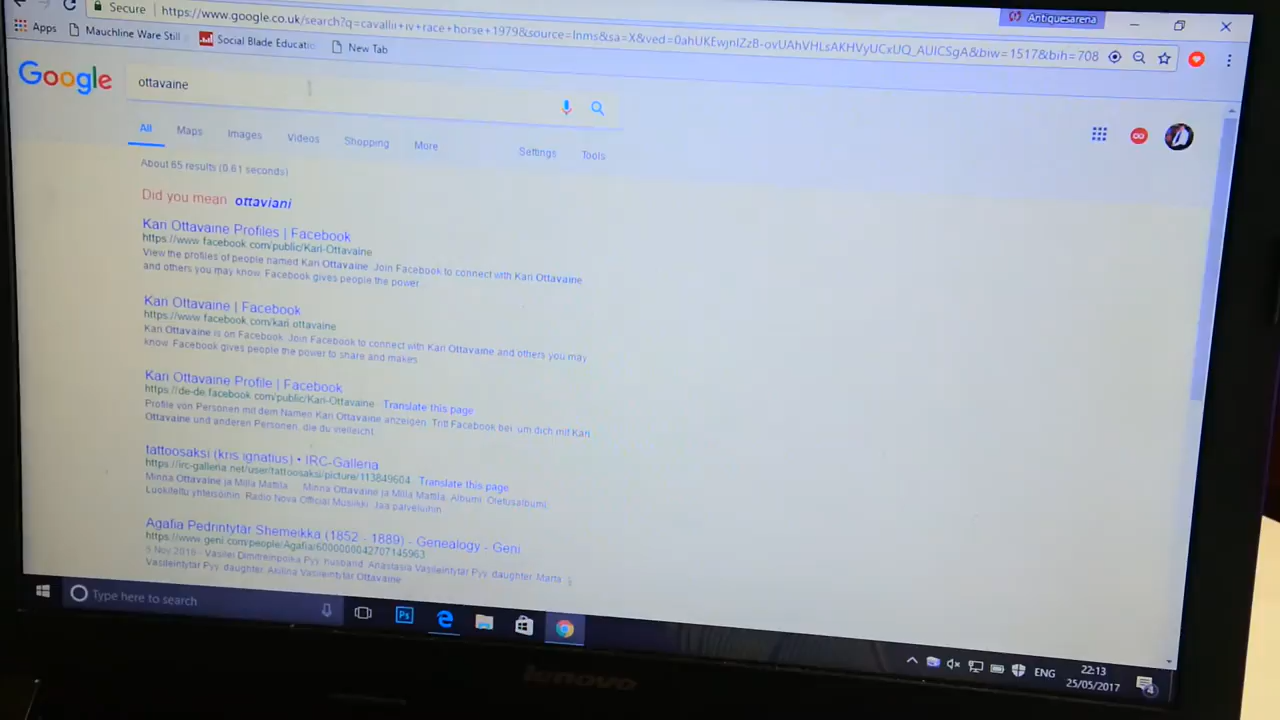 Antiquesarena
Secure https://www.google.co.uk/search?q=cavallii+iv+race+horse+1979&source=lnms&sa=X&ved=0ahUKEwjnlZzB-ovUAhVHLsAKHVyUCxUQ_AUICSgA&biw=1517&bih=708
Apps Mauchline Ware Still Social Blade Educatio New Tab
Google ottavaine
All Maps Images Videos Shopping More Settings Tools
About 65 results (0.61 seconds)
Did you mean ottaviani
Kari Ottavaine Profiles | Facebook
https://www.facebook.com/public/Kari-Ottavaine
View the profiles of people named Kari Ottavaine. Join Facebook to connect with Kari Ottavaine
and others you may know. Facebook gives people the power...
Kari Ottavaine | Facebook
https://www.facebook.com/kari.ottavaine
Kari Ottavaine is on Facebook. Join Facebook to connect with Kari Ottavaine and others you may
know. Facebook gives people the power to share and makes...
Kari Ottavaine Profile | Facebook
https://de-de.facebook.com/public/Kari-Ottavaine Translate this page
Profile von Personen mit dem Namen Kari Ottavaine anzeigen. Tritt Facebook bei, um dich mit Kari
Ottavaine und anderen Personen, die du vielleicht...
tattoosaksi (kris ignatius) • IRC-Galleria
https://irc-galleria.net/user/tattoosaksi/picture/113849604 Translate this page
Minna Ottavaine ja Milla Mattila. ... Minna Ottavaine ja Milla Mattila. Albumi: Oletusalbumi.
Luokiteltu yhteisöihin. Radio Nova Official Musiikki. Jaa palveluihin.
Agafia Pedrintytär Shemeikka (1852 - 1889) - Genealogy - Geni
https://www.geni.com/people/Agafia/6000000042707145963
5 Nov 2016 - Vasilei Dimitreinpoika Pyy. husband. Anastasia Vasileintytär Pyy. daughter. Marta
Vasileintytär Pyy. daughter. Akilina Vasileintytär Ottavaine
Type here to search
Ps
ENG
22:13
25/05/2017
4
lenovo